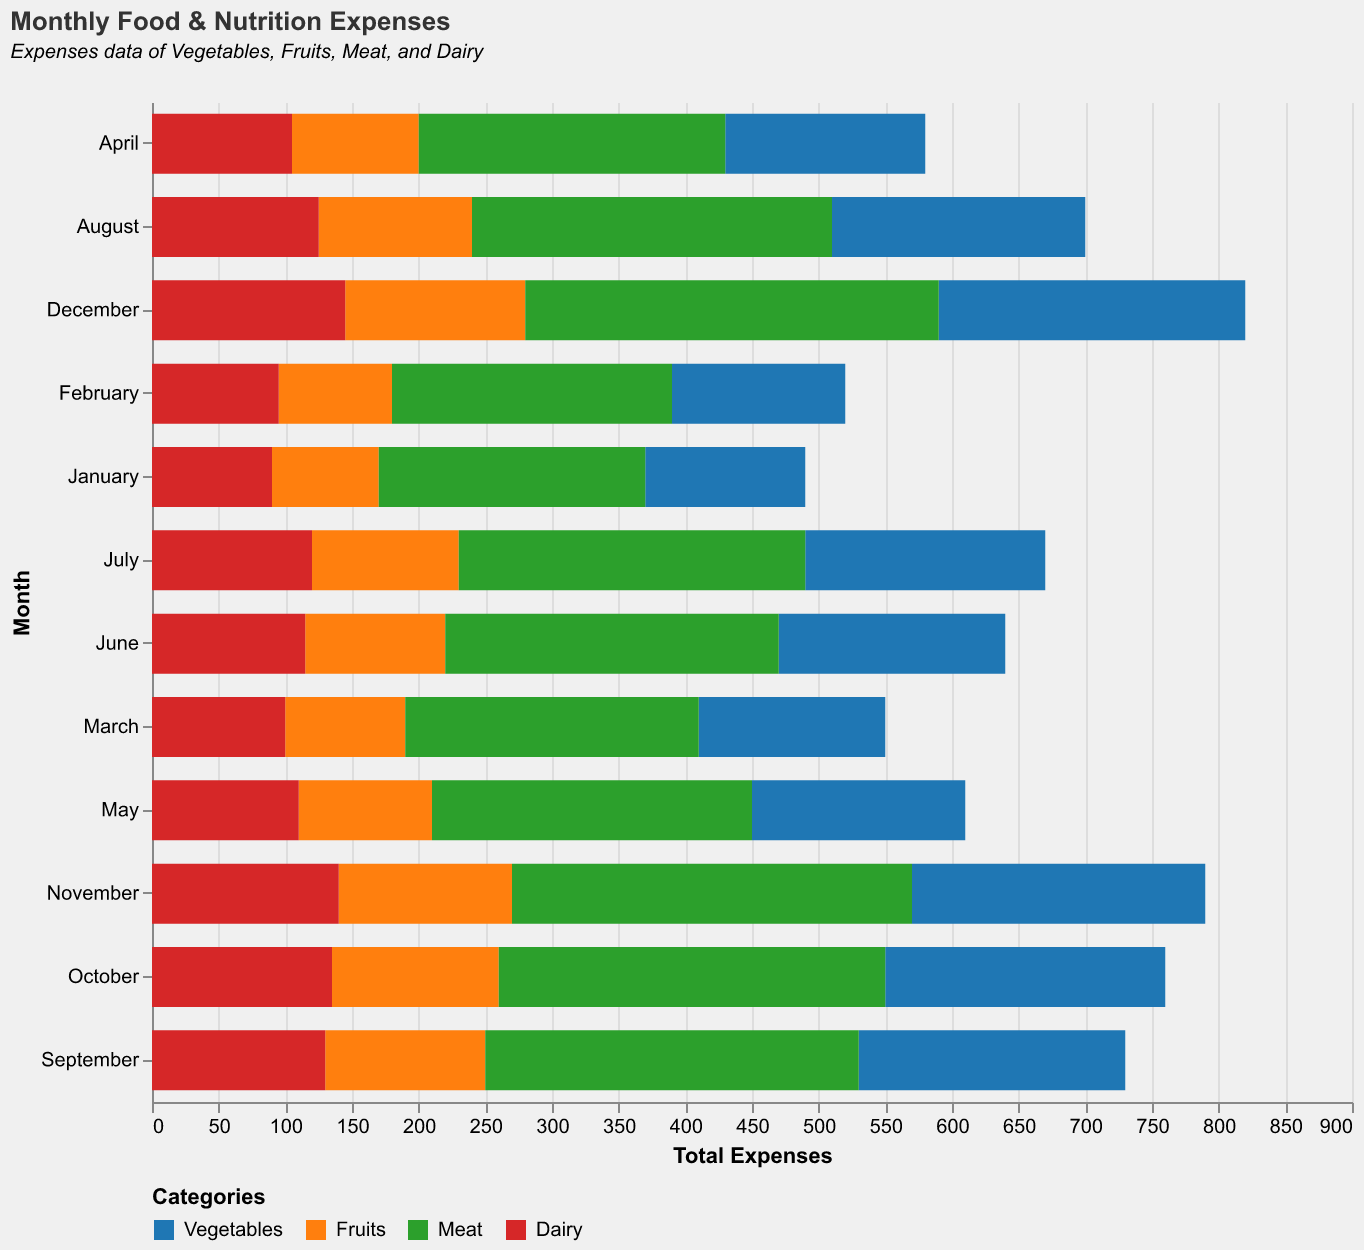 Monthly Food & Nutrition Expenses
Expenses data of Vegetables, Fruits, Meat, and Dairy
April
August
December
February
January
July
June
March
May
November
October
September
Month
0 50 100 150 200 250 300 350 400 450 500 550 600 650 700 750 800 850 900
Total Expenses
Categories
Vegetables Fruits Meat Dairy